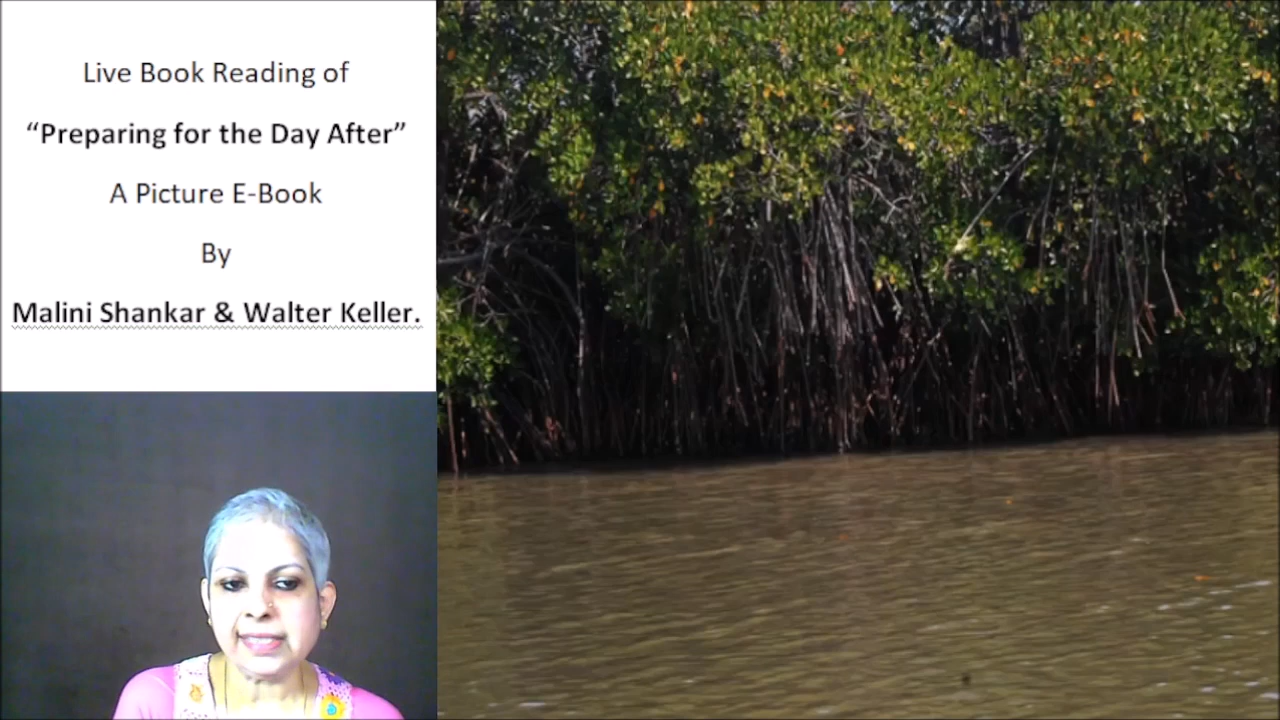 Live Book Reading of
“Preparing for the Day After”
A Picture E-Book
By
Malini Shankar & Walter Keller.